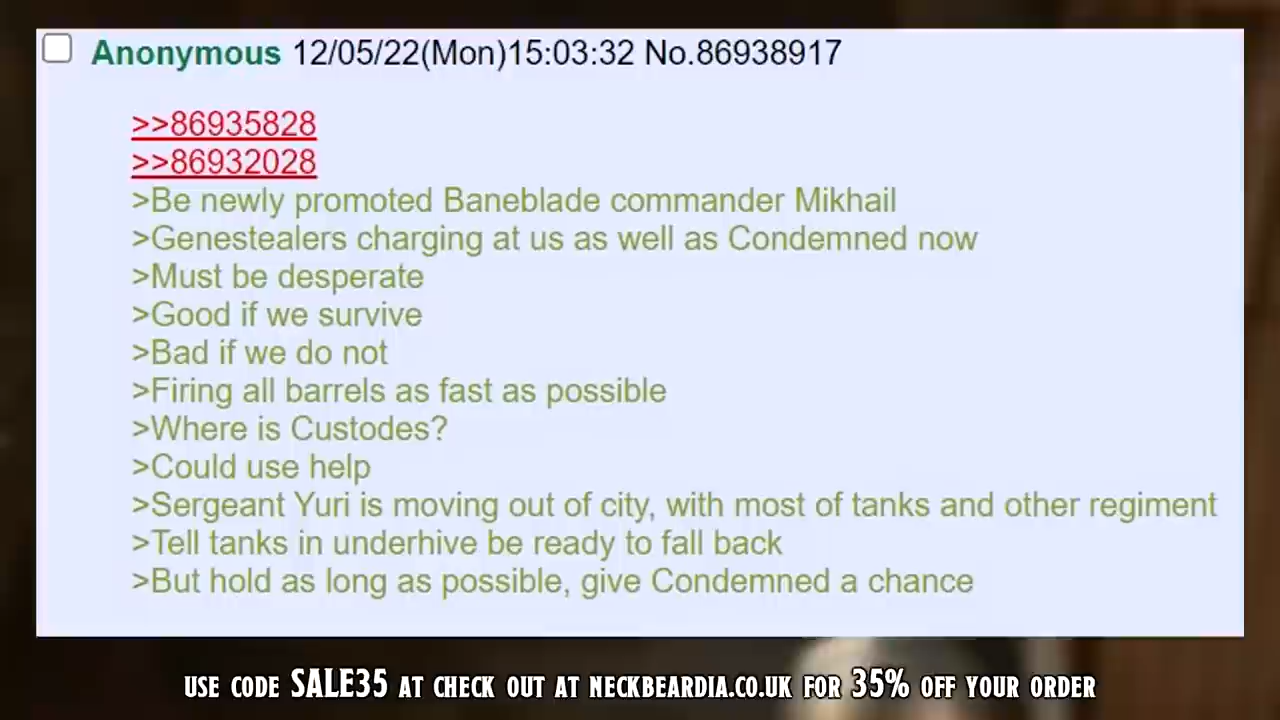 Anonymous 12/05/22(Mon)15:03:32 No.86938917
>>86935828
>>86932028
>Be newly promoted Baneblade commander Mikhail
>Genestealers charging at us as well as Condemned now
>Must be desperate
>Good if we survive
>Bad if we do not
>Firing all barrels as fast as possible
>Where is Custodes?
>Could use help
>Sergeant Yuri is moving out of city, with most of tanks and other regiment
>Tell tanks in underhive be ready to fall back
>But hold as long as possible, give Condemned a chance
USE CODE SALE35 AT CHECK OUT AT NECKBEARDIA.CO.UK FOR 35% OFF YOUR ORDER